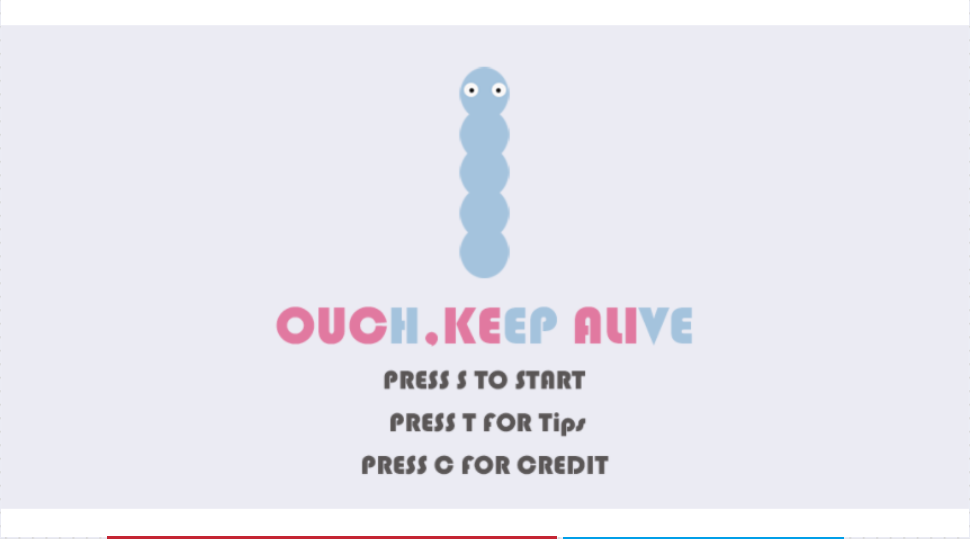 OUCH,KEEP ALIVE
PRESS S TO START
PRESS T FOR Tips
PRESS C FOR CREDIT